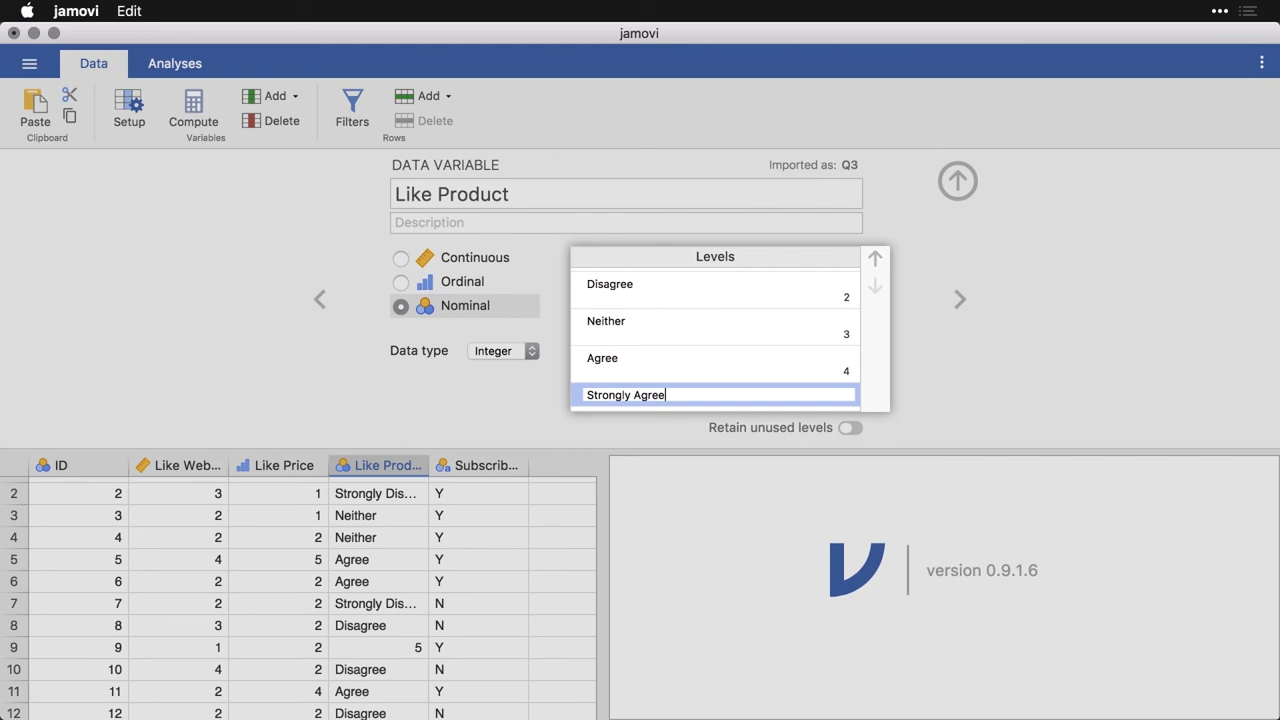 jamovi Edit
jamovi
Data Analyses
Paste Setup Compute Add Delete Filters Add Delete
Clipboard Variables Rows
DATA VARIABLE Imported as: Q3
Like Product
Description
Continuous
Ordinal
Nominal
Data type Integer
Levels
Disagree
2
Neither
3
Agree
4
Strongly Agree
Retain unused levels
ID Like Web... Like Price Like Prod... Subscrib...
2 2 3 1 Strongly Dis... Y
3 3 2 1 Neither Y
4 4 2 2 Neither Y
5 5 4 5 Agree Y
6 6 2 2 Agree Y
7 7 2 2 Strongly Dis... N
8 8 3 2 Disagree N
9 9 1 2 5 Y
10 10 4 2 Disagree N
11 11 2 4 Agree Y
12 12 2 2 Disagree N
version 0.9.1.6